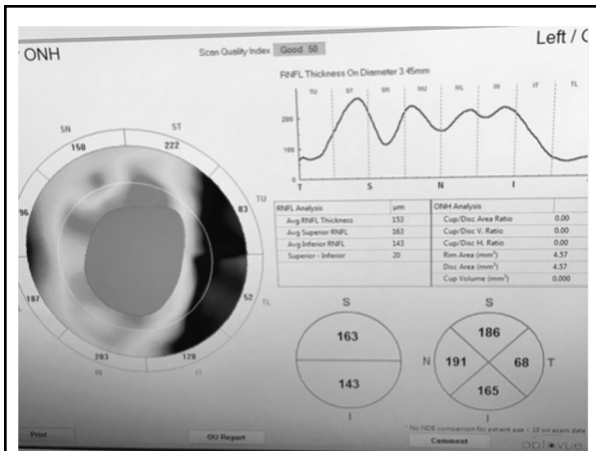 ONH
Scan Quality Index Good 50
Left /
RNFL Thickness On Diameter 3.45mm
TU ST SN NU NL IN IT TL
200
100
0
T S N I
SN ST
150 222
TU
83
52
TL
96
187
203 129
IN IT
RNFL Analysis µm
Avg RNFL Thickness 153
Avg Superior RNFL 163
Avg Inferior RNFL 143
Superior - Inferior 20
ONH Analysis
Cup/Disc Area Ratio 0.00
Cup/Disc V. Ratio 0.00
Cup/Disc H. Ratio 0.00
Rim Area (mm²) 4.57
Disc Area (mm²) 4.57
Cup Volume (mm³) 0.000
S
163
143
I
S
186
N 191 68 T
165
I
* No NDB comparison for patient age < 18 on exam date
Print
OU Report
Comment
optovue